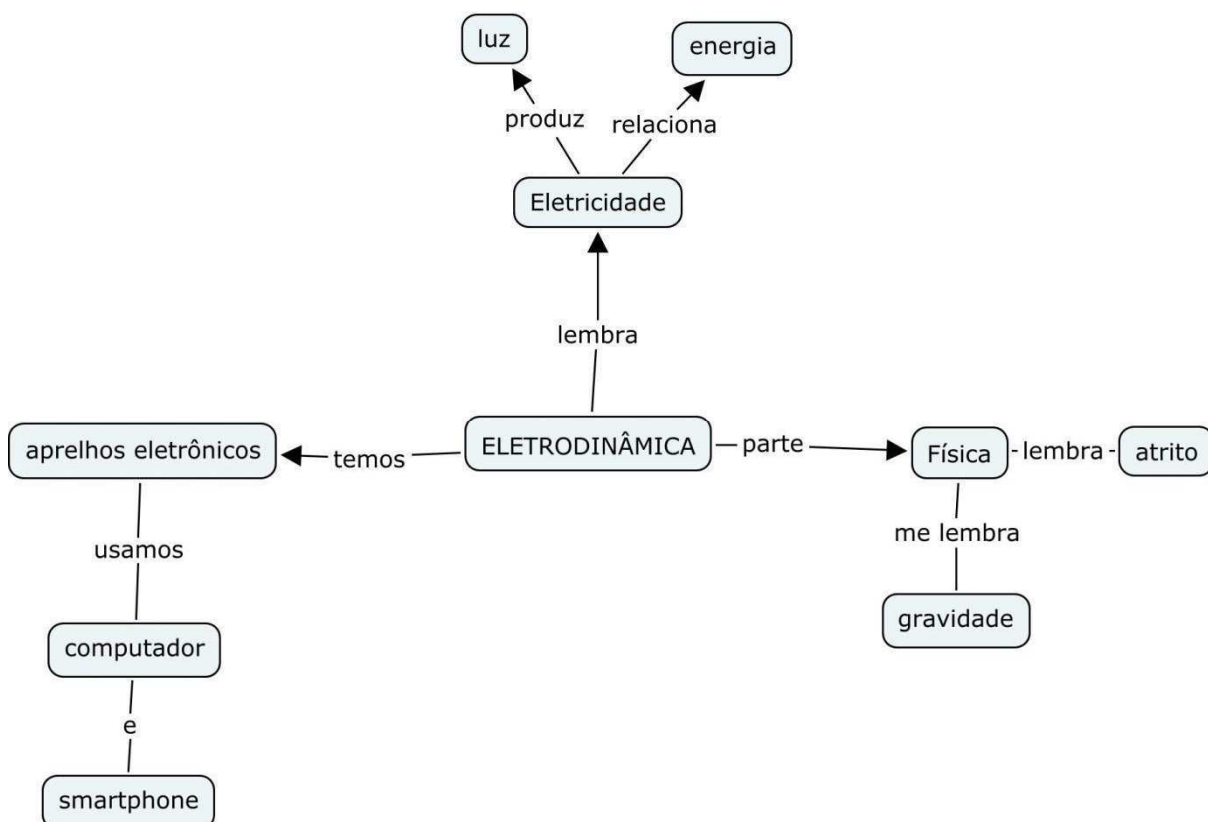 luz
energia
produz
relaciona
Eletricidade
lembra
aprelhos eletrônicos
temos
ELETRODINÂMICA
parte
Física
lembra
atrito
usamos
me lembra
computador
gravidade
e
smartphone